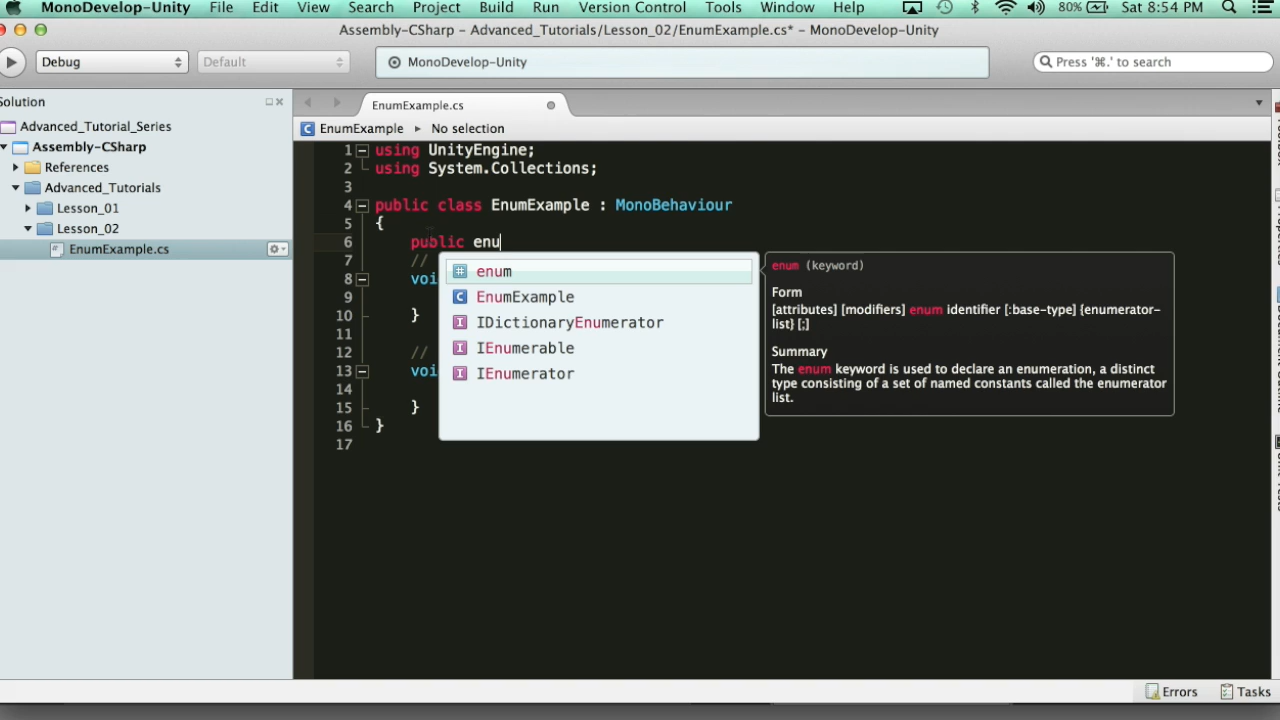 MonoDevelop-Unity File Edit View Search Project Build Run Version Control Tools Window Help 80% Sat 8:54 PM
Assembly-CSharp - Advanced_Tutorials/Lesson_02/EnumExample.cs* - MonoDevelop-Unity
Debug Default MonoDevelop-Unity Press '⌘.' to search
Solution
EnumExample.cs
Advanced_Tutorial_Series
EnumExample ▸ No selection
Assembly-CSharp
References
Advanced_Tutorials
Lesson_01
Lesson_02
EnumExample.cs
1 using UnityEngine;
2 using System.Collections;
3
4 public class EnumExample : MonoBehaviour
5 {
6 public enu
7 //
8 voi
9
10 }
11
12 //
13 voi
14
15 }
16 }
17
enum
EnumExample
IDictionaryEnumerator
IEnumerable
IEnumerator
enum (keyword)
Form
[attributes] [modifiers] enum identifier [:base-type] {enumerator-
list} [;]
Summary
The enum keyword is used to declare an enumeration, a distinct
type consisting of a set of named constants called the enumerator
list.
Errors Tasks